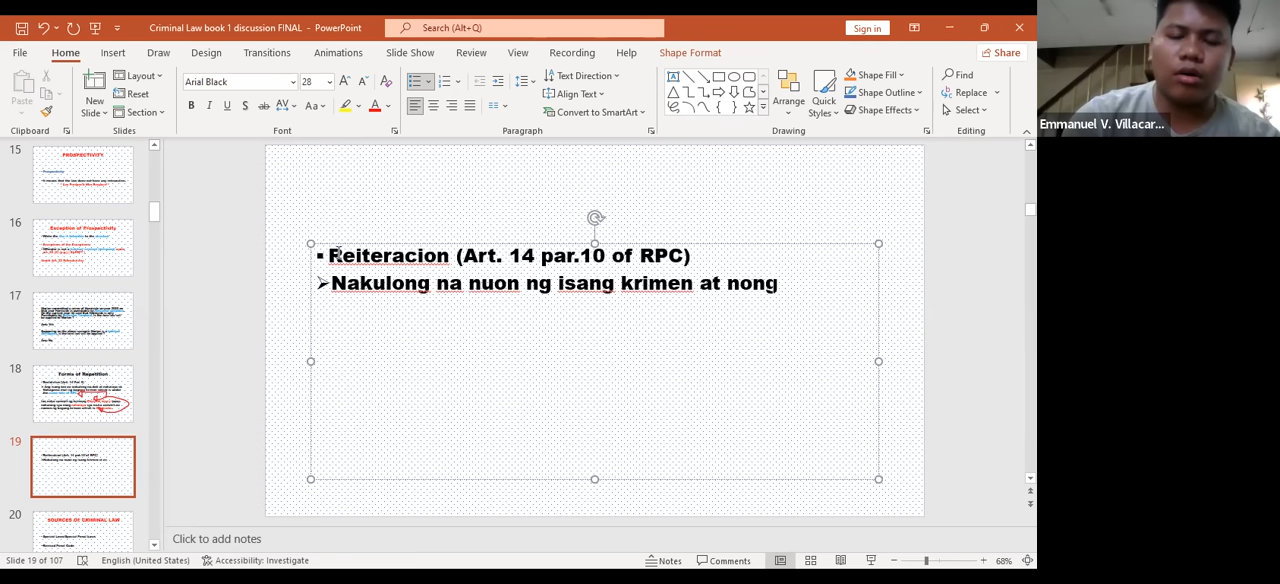 Criminal Law book 1 discussion FINAL - PowerPoint
Search (Alt+Q)
Sign in
File Home Insert Draw Design Transitions Animations Slide Show Review View Recording Help Shape Format
Share
Paste
Clipboard
New Slide
Layout
Reset
Section
Slides
Arial Black 28
Font
Text Direction
Align Text
Convert to SmartArt
Paragraph
Arrange
Quick Styles
Shape Fill
Shape Outline
Shape Effects
Drawing
Find
Replace
Select
Editing
Emmanuel V. Villacar...
15
PROSPECTIVITY
16
Exception of Prospectivity
17
18
Forms of Repetition
19
20
SOURCES OF CRIMINAL LAW
▪ Reiteracion (Art. 14 par.10 of RPC)
➢Nakulong na nuon ng isang krimen at nong
Click to add notes
Slide 19 of 107
English (United States)
Accessibility: Investigate
Notes
Comments
68%